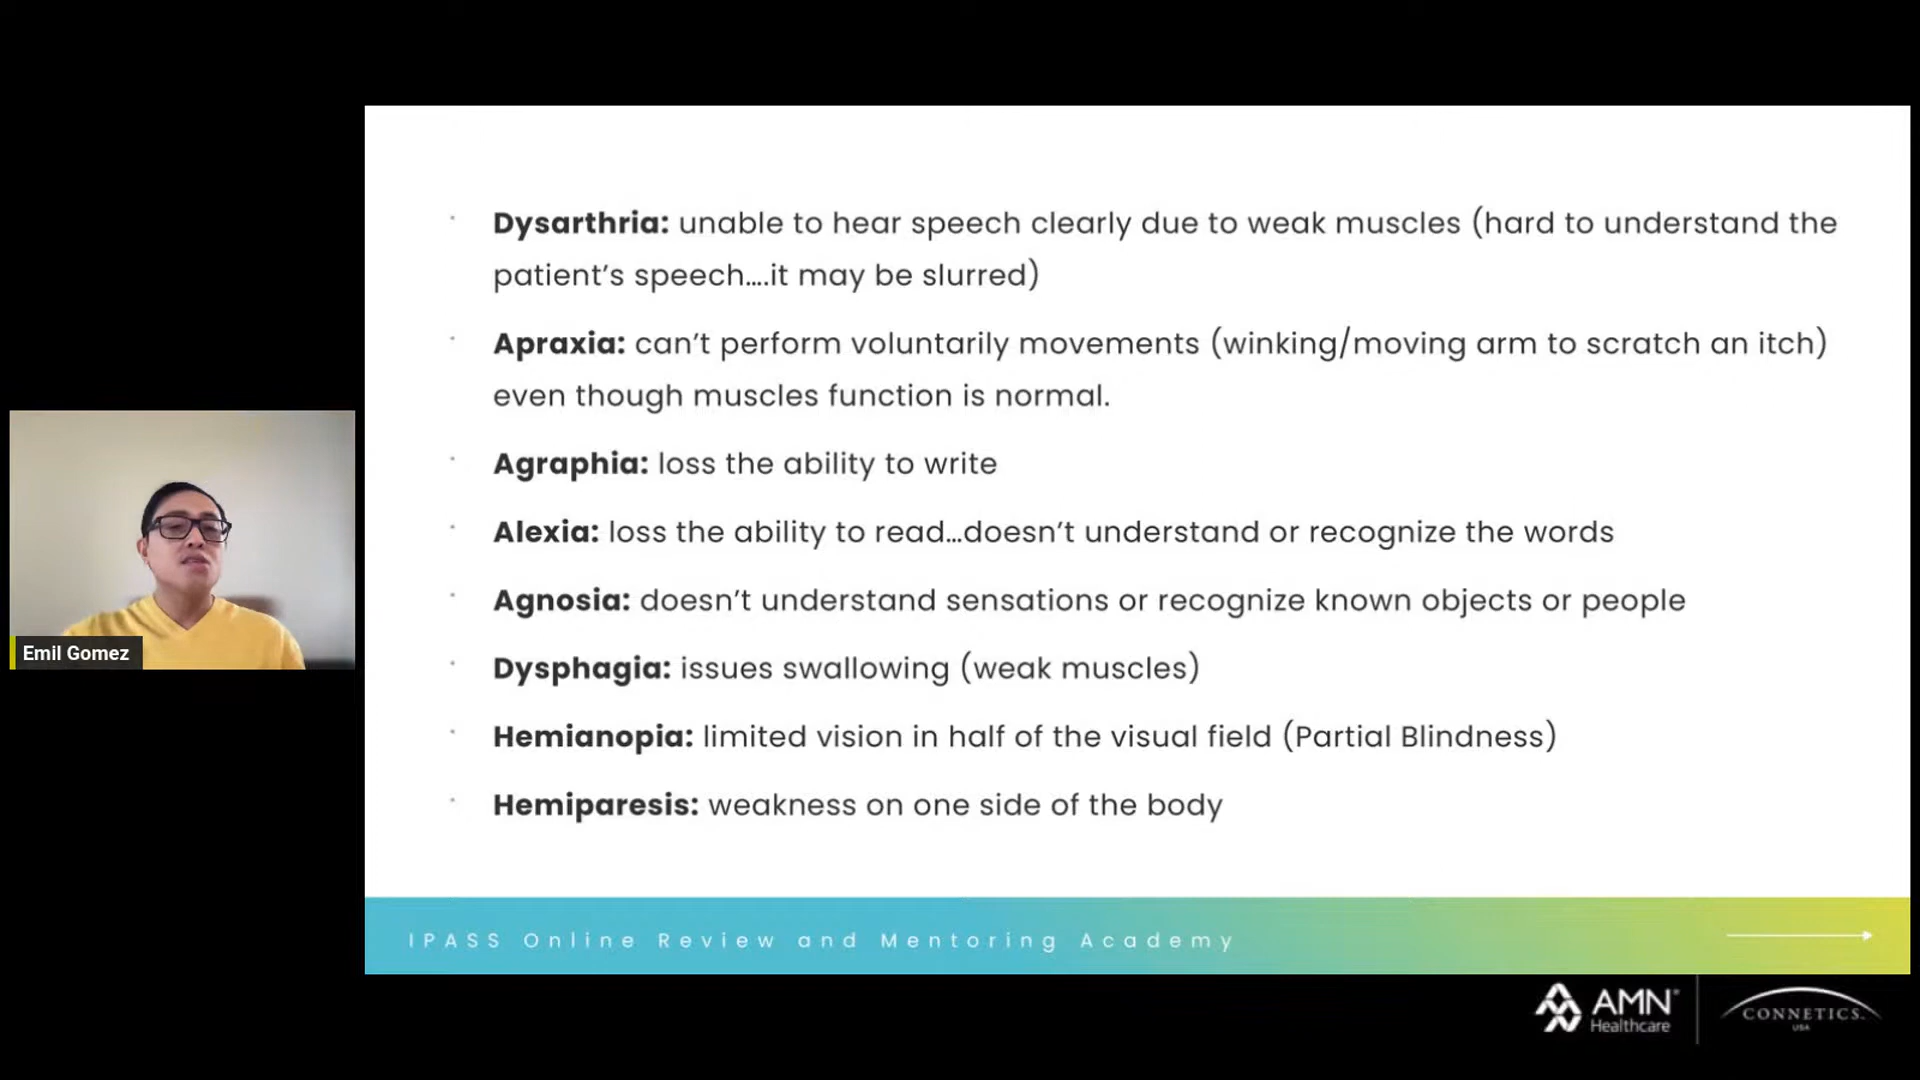 Dysarthria: unable to hear speech clearly due to weak muscles (hard to understand the
patient's speech....it may be slurred)
Apraxia: can't perform voluntarily movements (winking/moving arm to scratch an itch)
even though muscles function is normal.
Agraphia: loss the ability to write
Alexia: loss the ability to read...doesn't understand or recognize the words
Agnosia: doesn't understand sensations or recognize known objects or people
Dysphagia: issues swallowing (weak muscles)
Hemianopia: limited vision in half of the visual field (Partial Blindness)
Hemiparesis: weakness on one side of the body
Emil Gomez
IPASS Online Review and Mentoring Academy
AMN
Healthcare
CONNETICS
USA